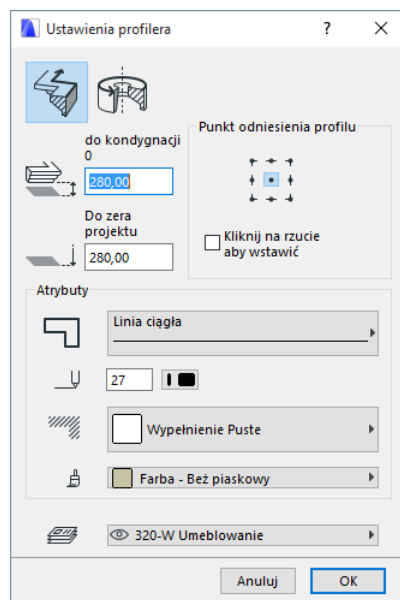 Ustawienia profilera
?
do kondygnacji
0
280,00
Do zera
projektu
280,00
Punkt odniesienia profilu
Kliknij na rzucie
aby wstawić
Atrybuty
Linia ciągła
27
Wypełnienie Puste
Farba - Beż piaskowy
320-W Umeblowanie
Anuluj
OK